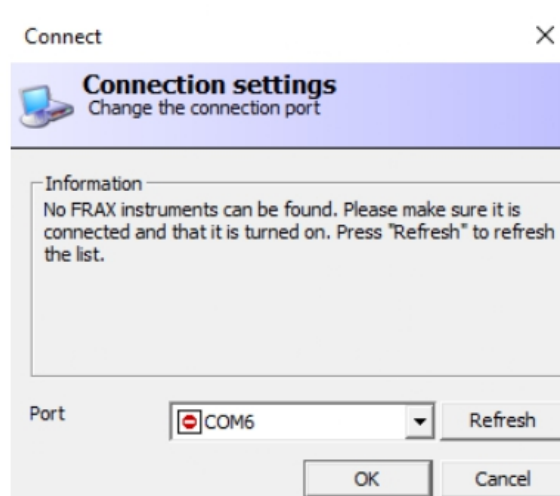 Connect
Connection settings
Change the connection port
Information
No FRAX instruments can be found. Please make sure it is
connected and that it is turned on. Press "Refresh" to refresh
the list.
Port
COM6
Refresh
OK
Cancel